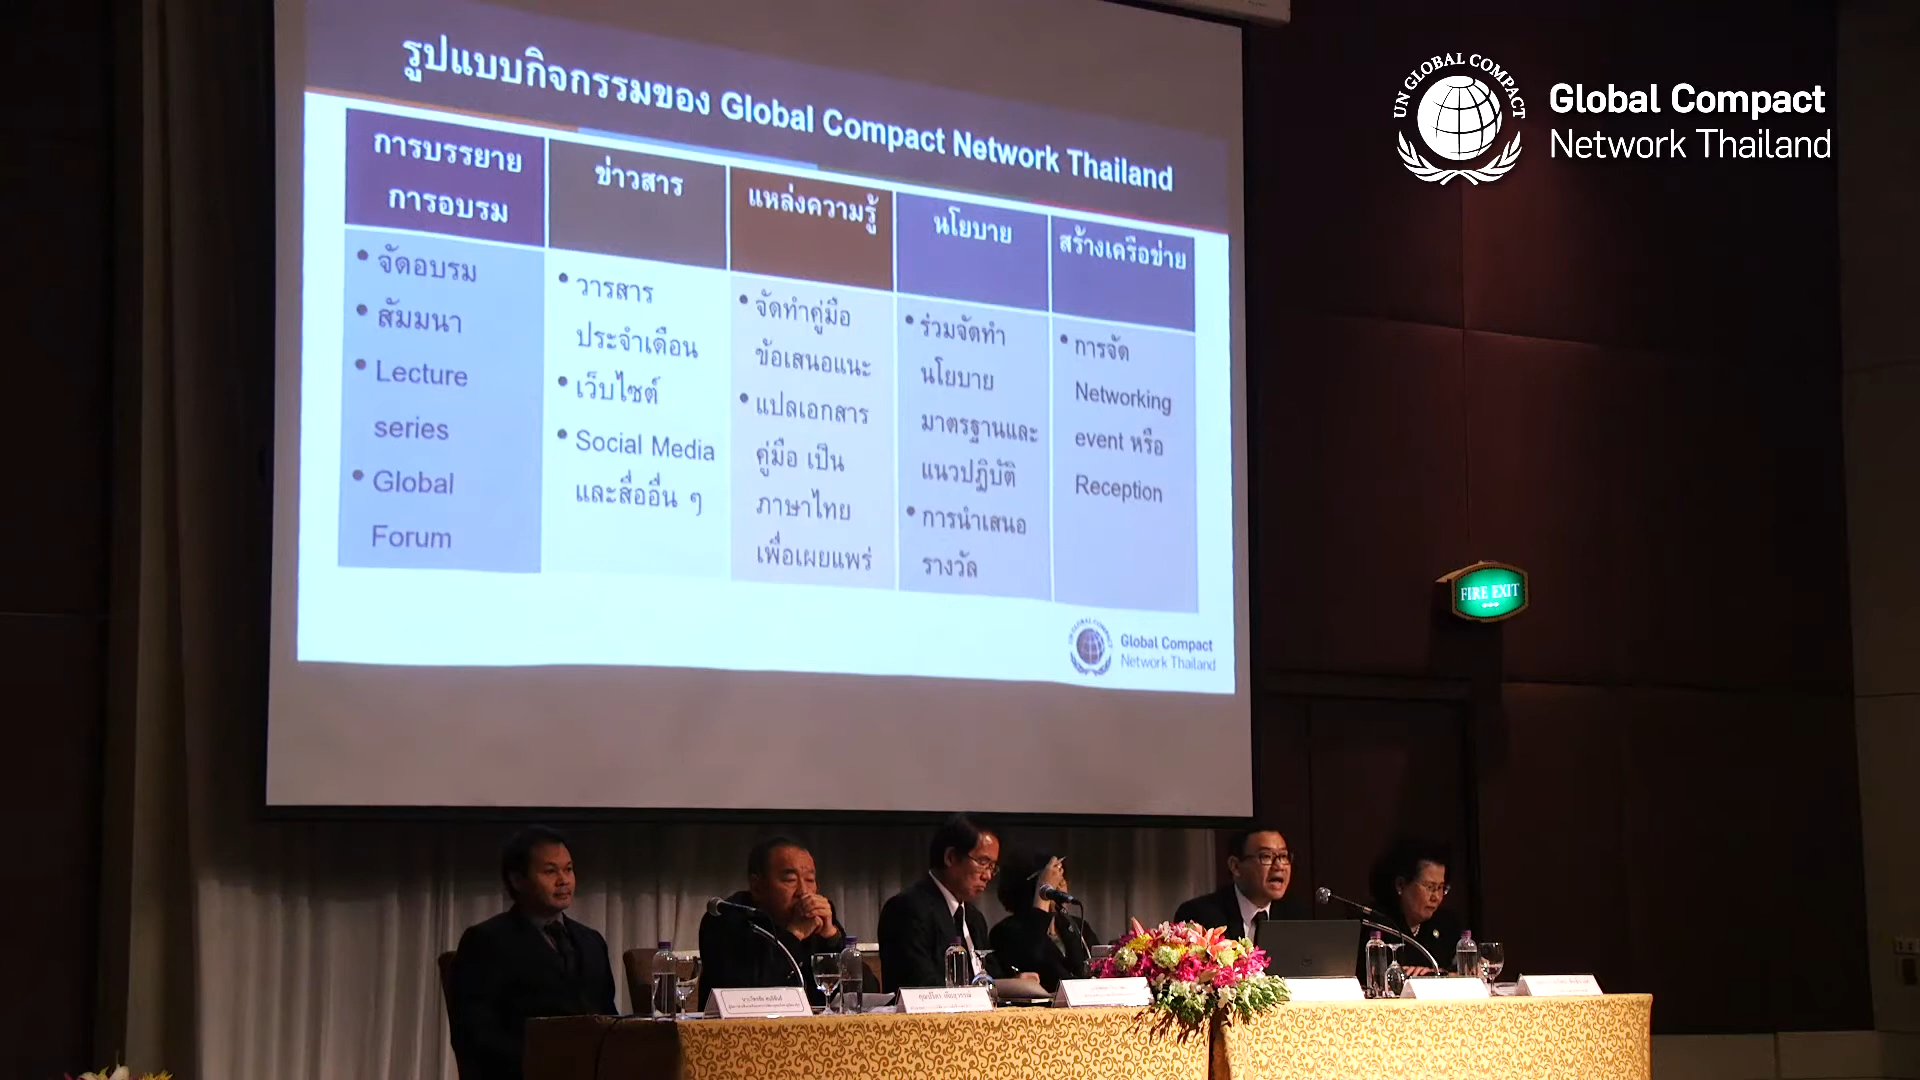 รูปแบบกิจกรรมของ Global Compact Network Thailand
การบรรยาย
การอบรม
• จัดอบรม
• สัมมนา
• Lecture
series
• Global
Forum
ข่าวสาร
• วารสาร
ประจำเดือน
• เว็บไซต์
• Social Media
และสื่ออื่น ๆ
แหล่งความรู้
• จัดทำคู่มือ
ข้อเสนอแนะ
• แปลเอกสาร
คู่มือ เป็น
ภาษาไทย
เพื่อเผยแพร่
นโยบาย
• ร่วมจัดทำ
นโยบาย
มาตรฐานและ
แนวปฏิบัติ
• การนำเสนอ
รางวัล
สร้างเครือข่าย
• การจัด
Networking
event หรือ
Reception
UN GLOBAL COMPACT
Global Compact
Network Thailand
UN GLOBAL COMPACT
Global Compact
Network Thailand
FIRE EXIT